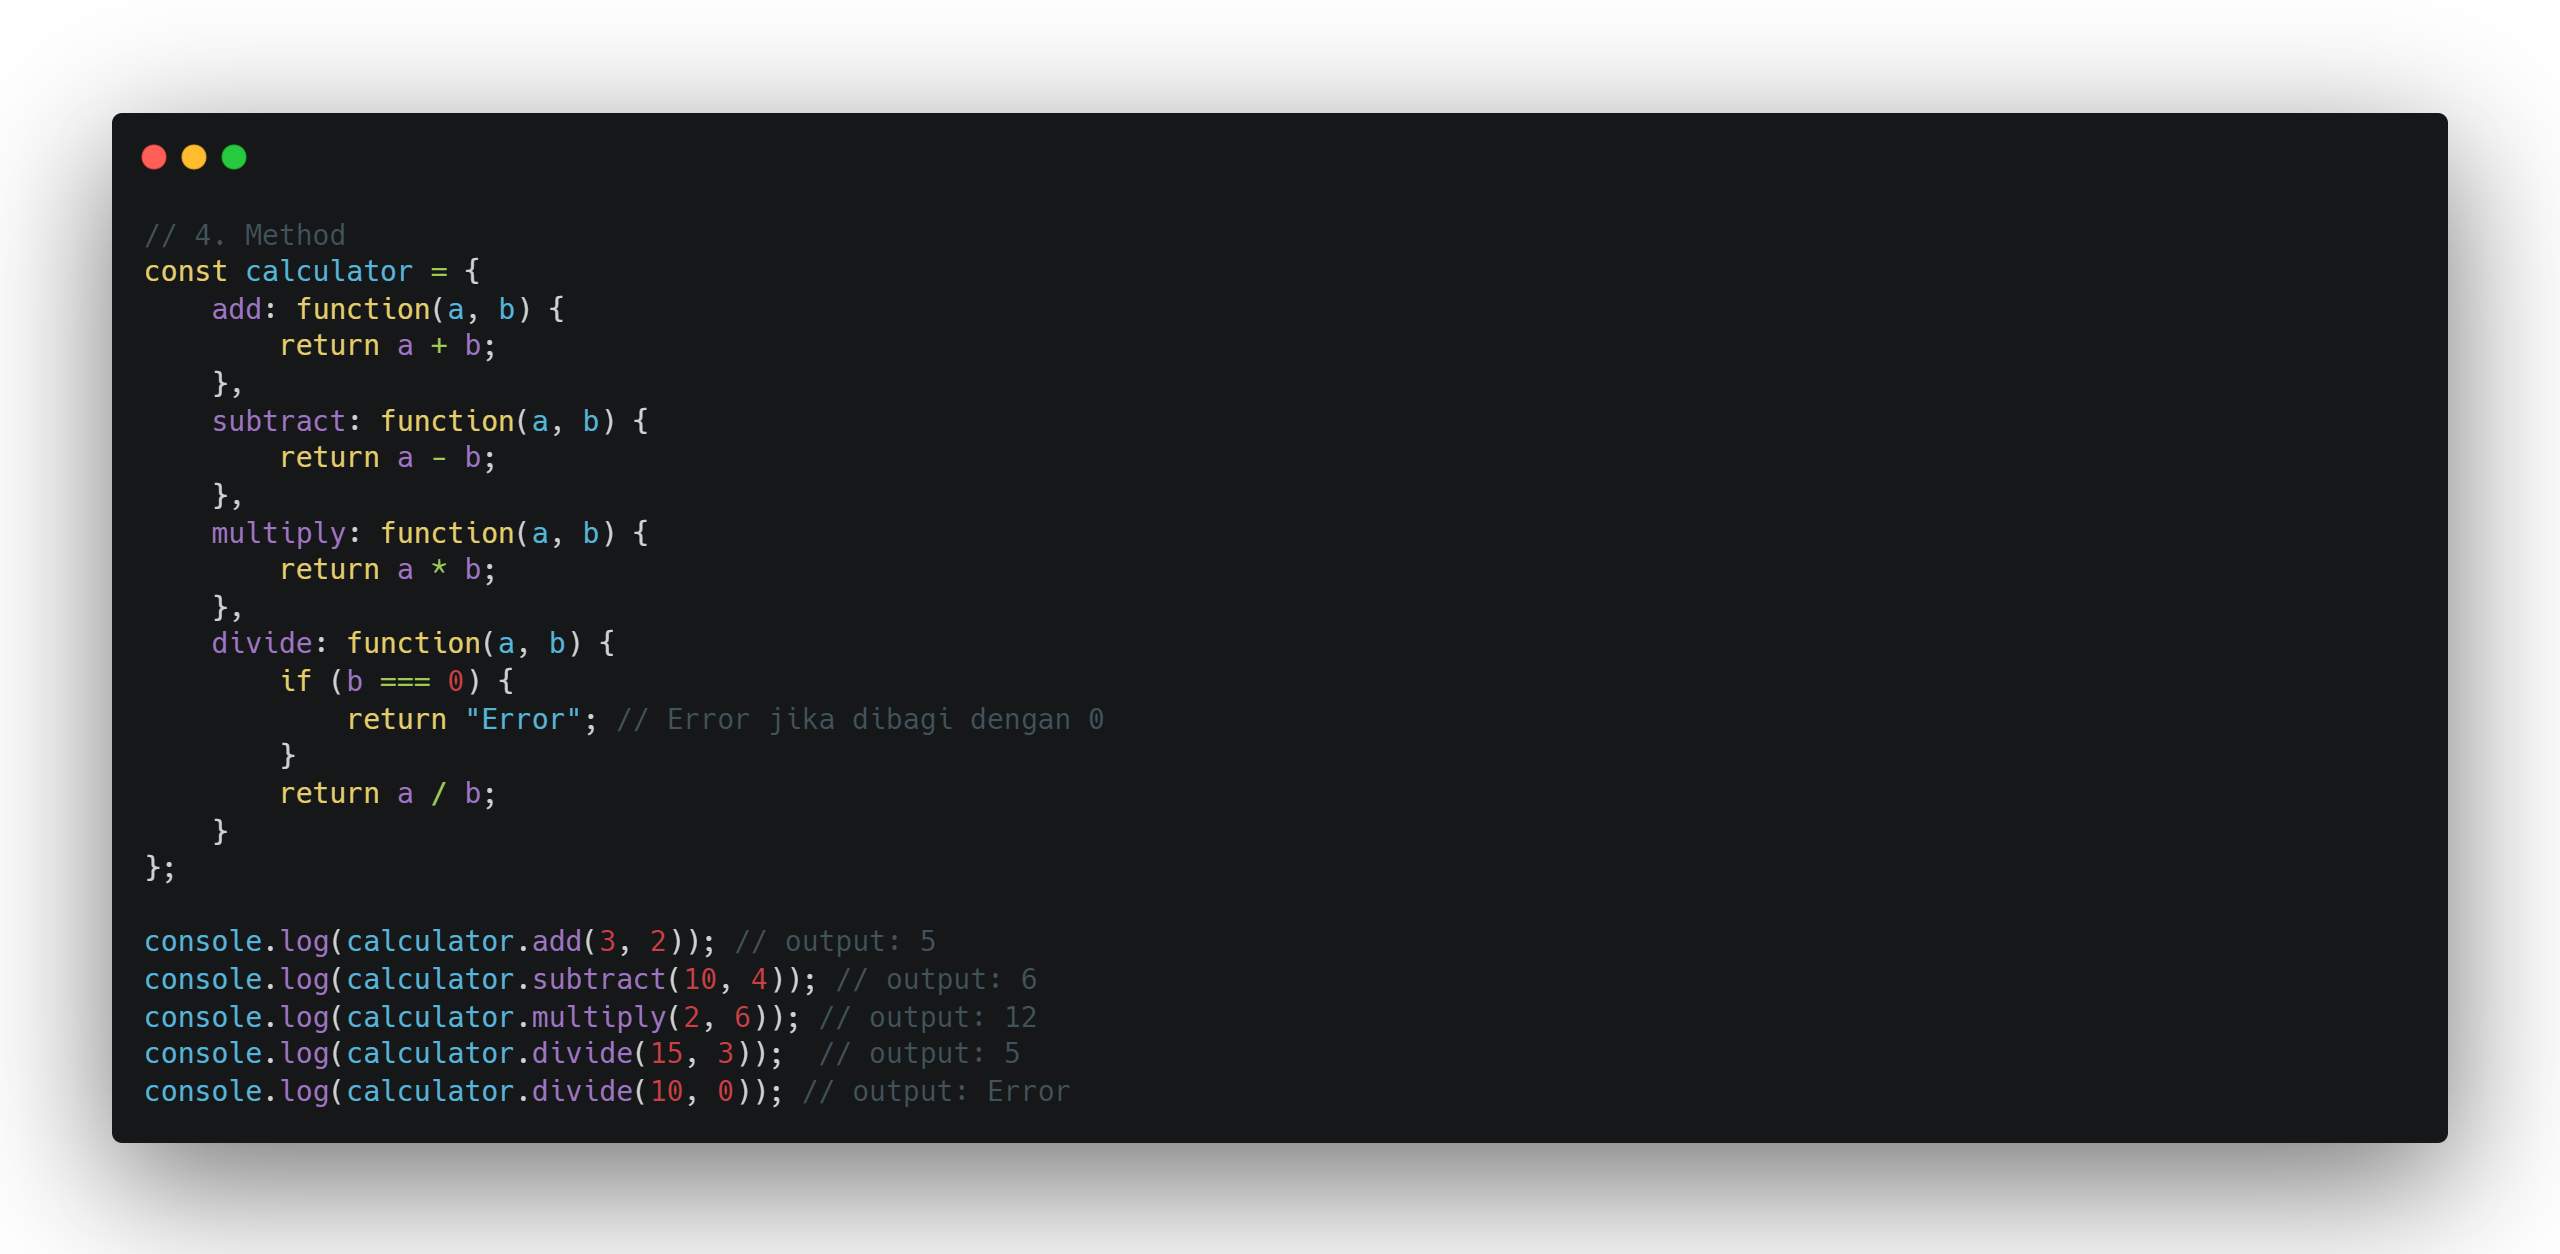 // 4. Method
const calculator = {
    add: function(a, b) {
        return a + b;
    },
    subtract: function(a, b) {
        return a - b;
    },
    multiply: function(a, b) {
        return a * b;
    },
    divide: function(a, b) {
        if (b === 0) {
            return "Error"; // Error jika dibagi dengan 0
        }
        return a / b;
    }
};

console.log(calculator.add(3, 2)); // output: 5
console.log(calculator.subtract(10, 4)); // output: 6
console.log(calculator.multiply(2, 6)); // output: 12
console.log(calculator.divide(15, 3));  // output: 5
console.log(calculator.divide(10, 0)); // output: Error